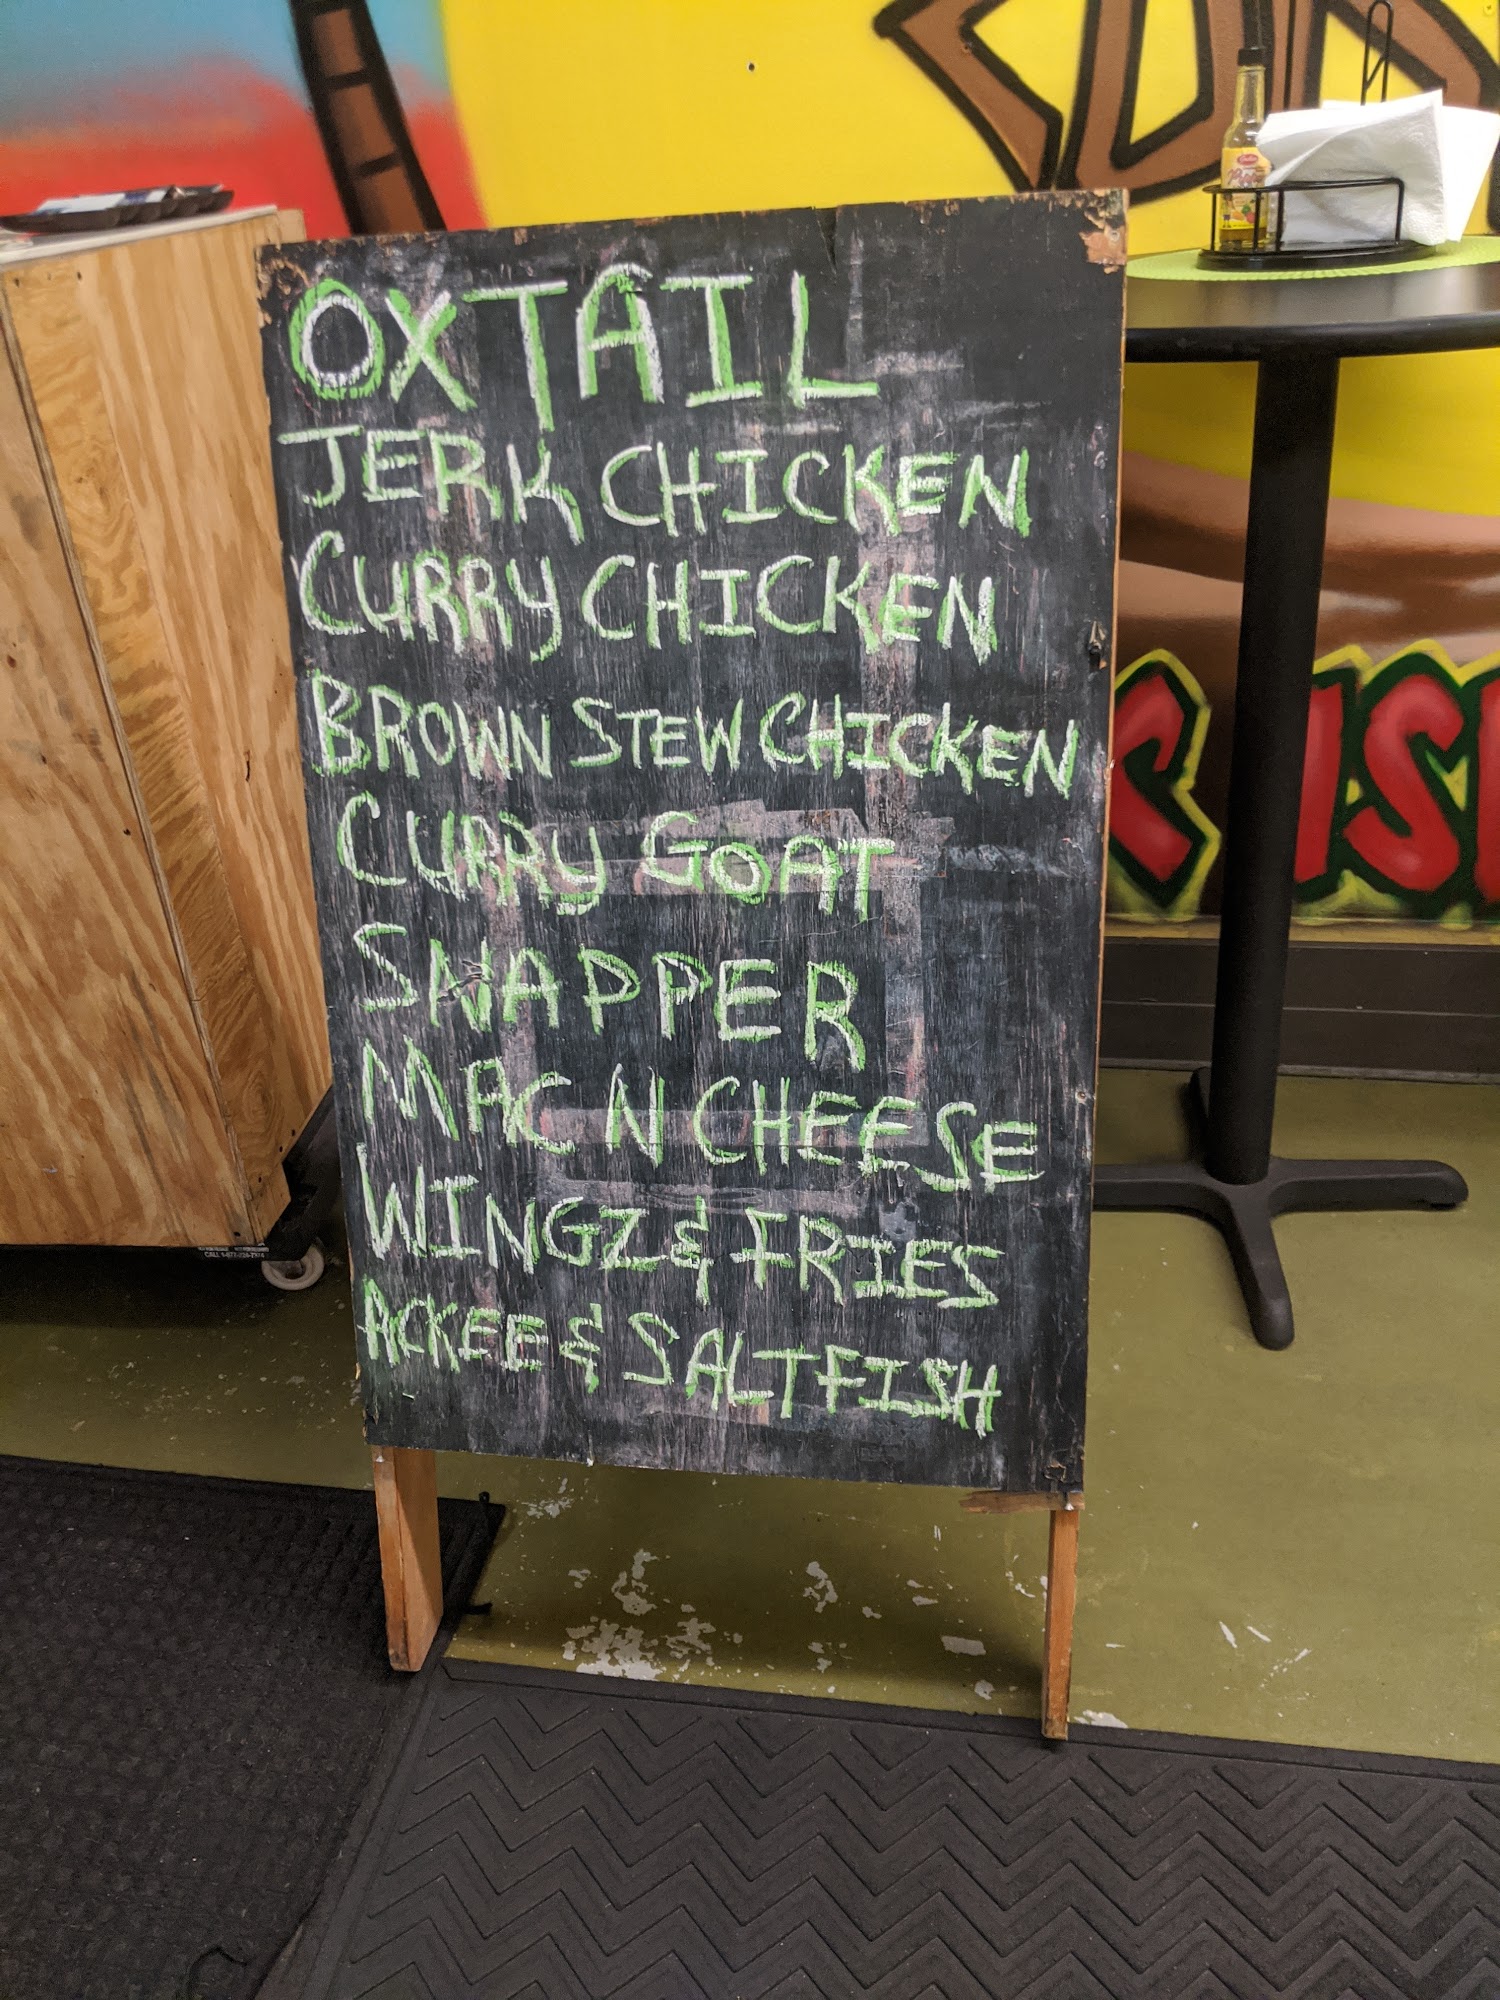 OXTAIL
JERK CHICKEN
CURRY CHICKEN
BROWN STEW CHICKEN
CURRY GOAT
SNAPPER
MAC N CHEESE
WINGZ & FRIES
ACKEE & SALTFISH